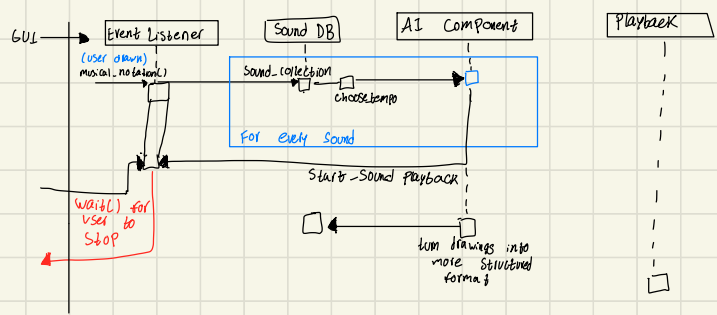 GUI
Event Listener
Sound DB
AI Component
Playback
(user drawn)
musical_notation()
Sound_collection
choose_tempo
For every Sound
Start_Sound playback
wait() for
user to
Stop
turn drawings into
more structured
format